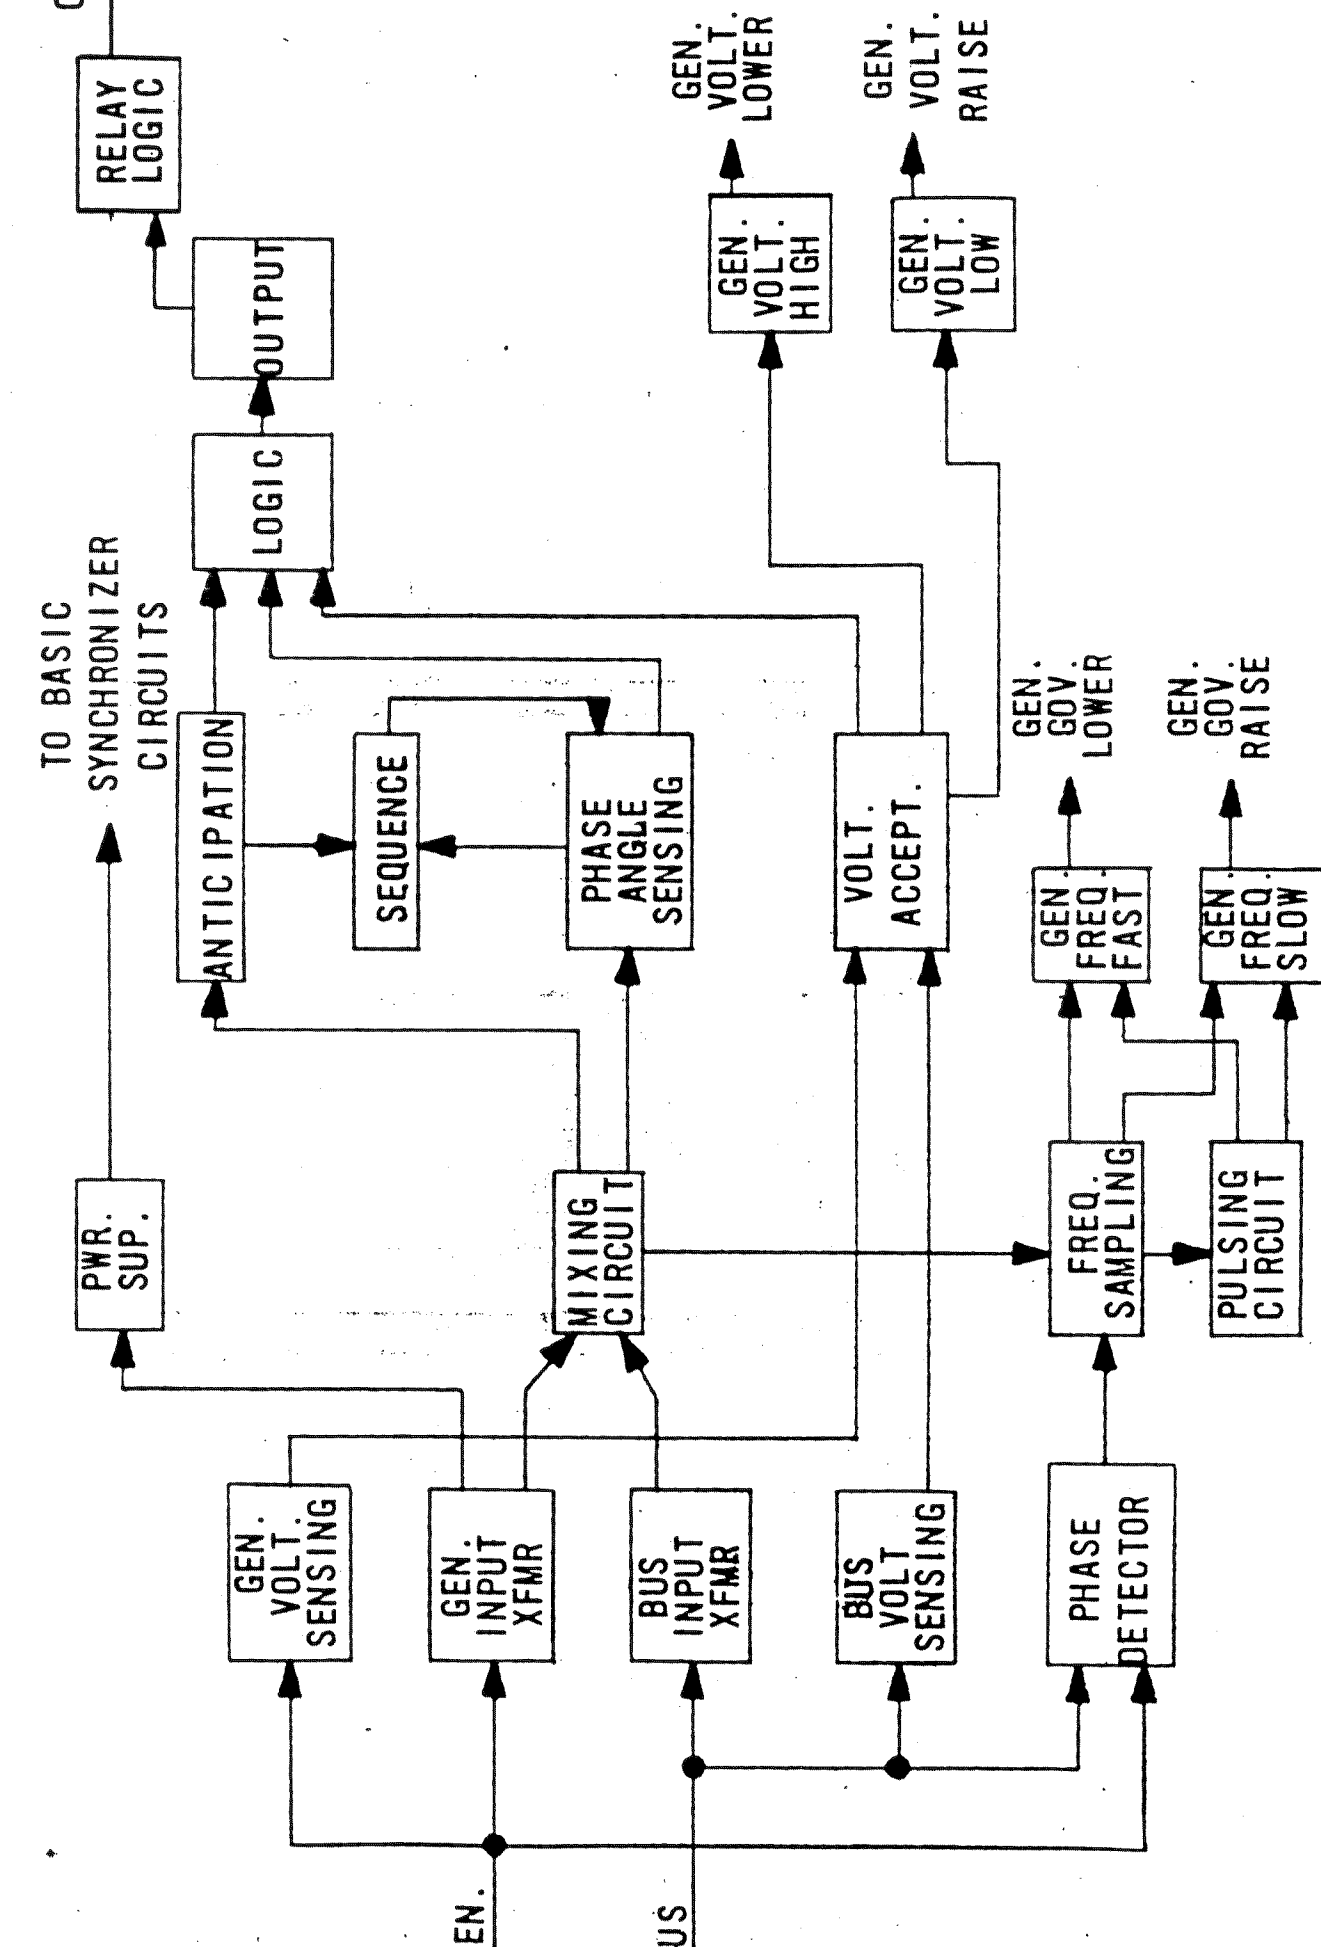 TO BASIC
SYNCHRONIZER
CIRCUITS
RELAY
LOGIC
PWR.
SUP.
ANTICIPATION
LOGIC
OUTPUT
GEN.
VOLT.
SENSING
SEQUENCE
EN.
GEN.
INPUT
XFMR
MIXING
CIRCUIT
PHASE
ANGLE
SENSING
US
BUS
INPUT
XFMR
GEN.
VOLT.
HIGH
GEN.
VOLT.
LOWER
BUS
VOLT
SENSING
VOLT.
ACCEPT.
GEN.
VOLT.
LOW
GEN.
VOLT.
RAISE
PHASE
DETECTOR
FREQ.
SAMPLING
GEN.
FREQ.
FAST
GEN.
GOV.
LOWER
PULSING
CIRCUIT
GEN.
FREQ.
SLOW
GEN.
GOV.
RAISE